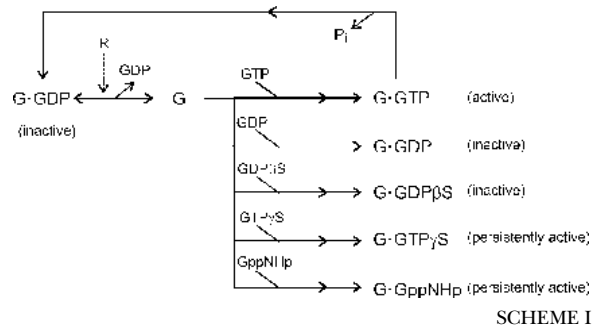 Pi
R
GDP
GTP
G·GDP
G
G·GTP (active)
(inactive)
GDP
G·GDP (inactive)
GDPβS
G·GDPβS (inactive)
GTPγS
G·GTPγS (persistently active)
GppNHp
G·GppNHp (persistently active)
SCHEME I